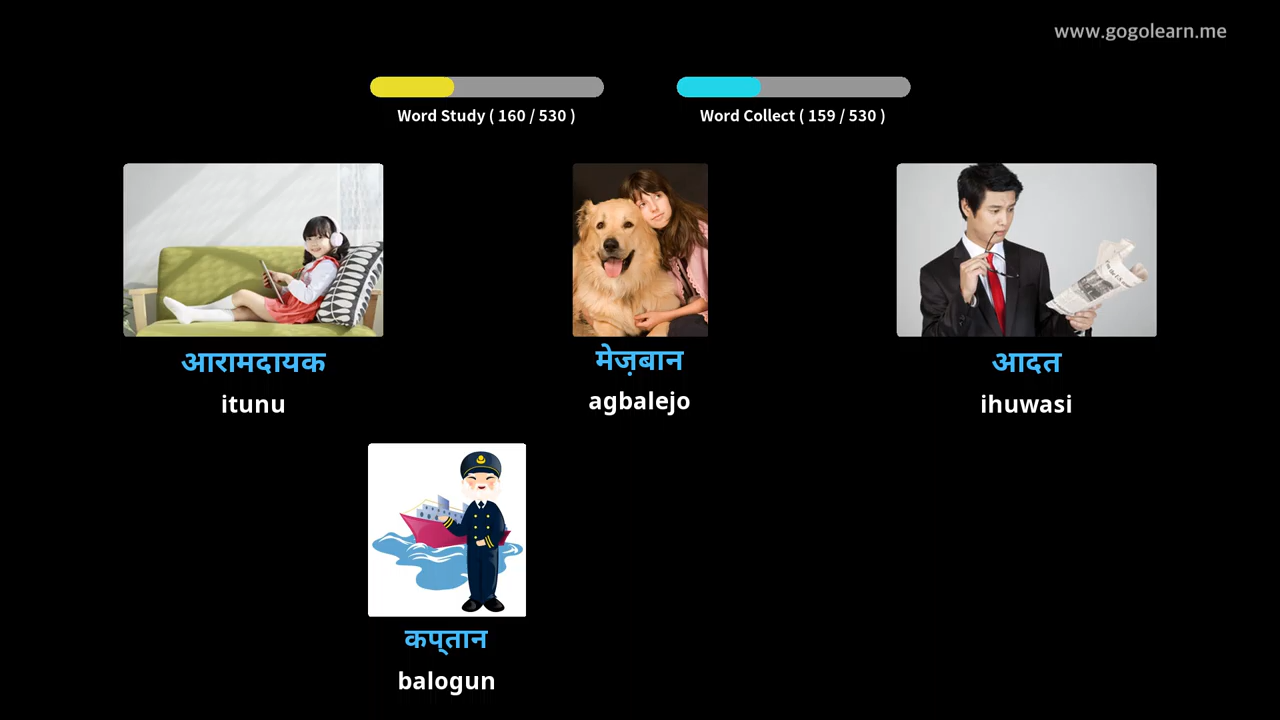 www.gogolearn.me
Word Study ( 160 / 530 )
Word Collect ( 159 / 530 )
आरामदायक
itunu
मेज़बान
agbalejo
आदत
ihuwasi
कप्तान
balogun